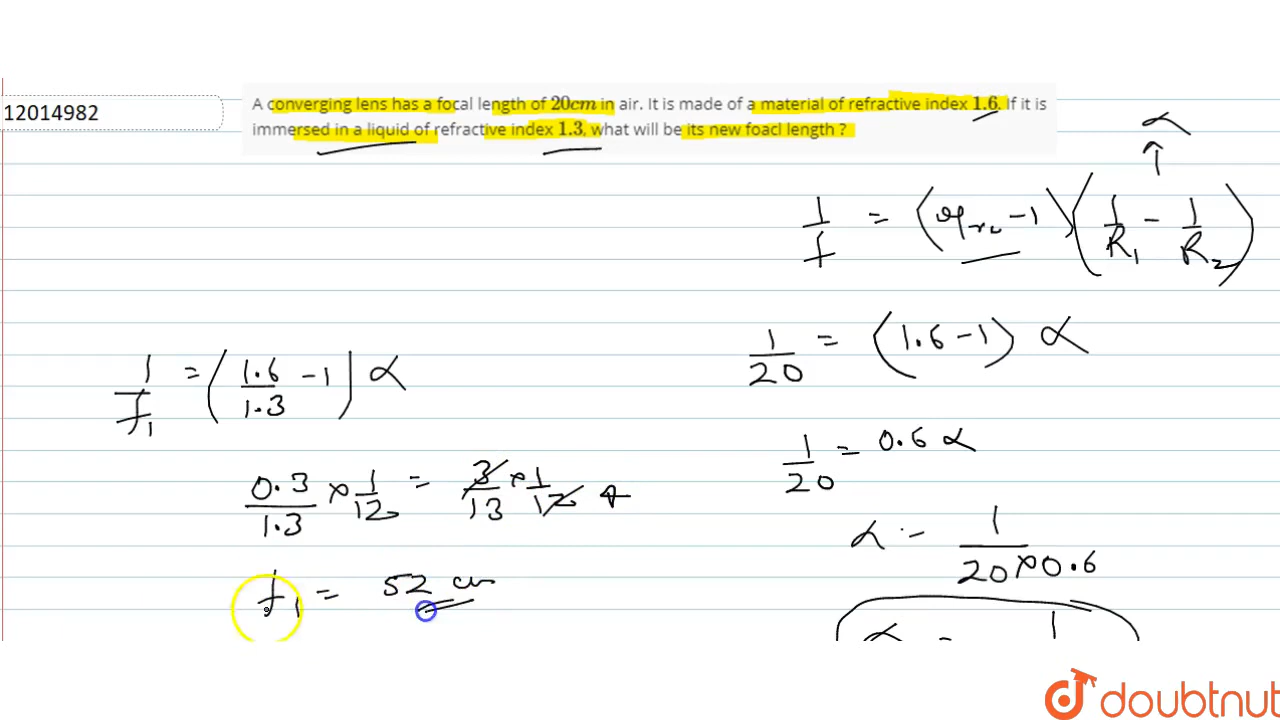 12014982
A converging lens has a focal length of 20cm in air. It is made of a material of refractive index 1.6. If it is
immersed in a liquid of refractive index 1.3, what will be its new foacl length ?
α
↑
1/f = ( -1)(1/R1 - 1/R2)
1/20 = (1.6-1) α
1/20 = 0.6 α
α = 1/20×0.6
α = 1
1/f1 = (1.6/1.3 -1) α
0.3/1.3 × 1/12 = 3/13 × 1/12 4
f1 = 52 cm
doubtnut